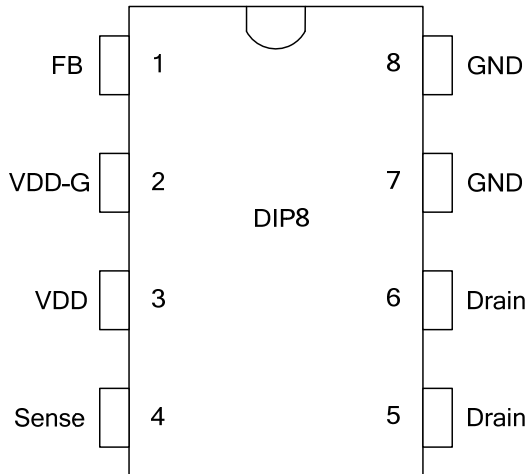 FB 1 8 GND
VDD-G 2 7 GND
DIP8
VDD 3 6 Drain
Sense 4 5 Drain